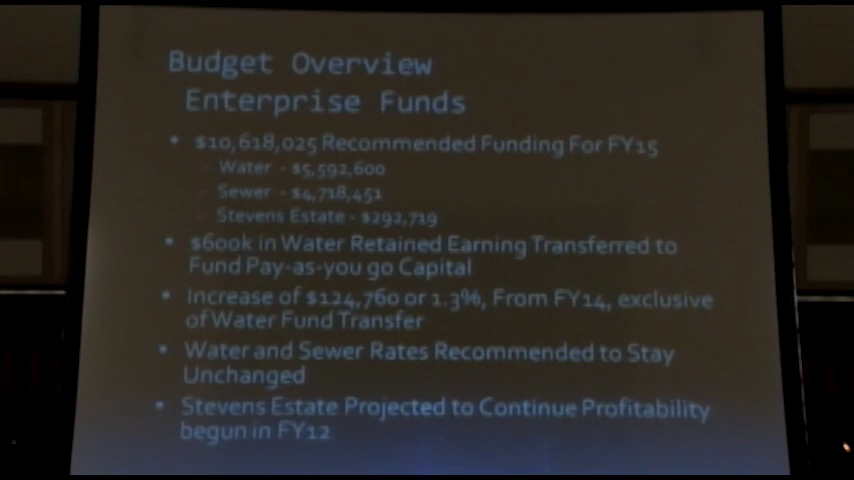 Budget Overview
Enterprise Funds
• $10,618,025 Recommended Funding For FY15
– Water - $5,592,600
– Sewer - $4,718,451
– Stevens Estate - $292,719
• $600k in Water Retained Earning Transferred to
Fund Pay-as-you go Capital
• Increase of $124,760 or 1.3%, From FY14, exclusive
of Water Fund Transfer
• Water and Sewer Rates Recommended to Stay
Unchanged
• Stevens Estate Projected to Continue Profitability
begun in FY12